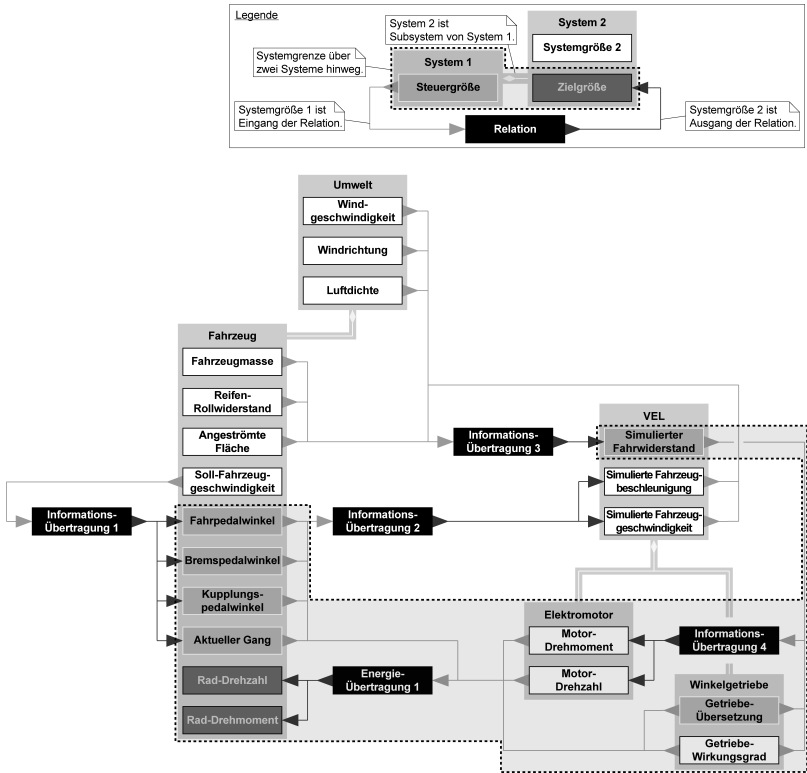 Legende
System 2 ist
Subsystem von System 1.
System 2
Systemgröße 2
Systemgrenze über
zwei Systeme hinweg.
System 1
Steuergröße
Zielgröße
Systemgröße 1 ist
Eingang der Relation.
Relation
Systemgröße 2 ist
Ausgang der Relation.
Umwelt
Wind-
geschwindigkeit
Windrichtung
Luftdichte
Fahrzeug
Fahrzeugmasse
Reifen-
Rollwiderstand
Angeströmte
Fläche
Soll-Fahrzeug-
geschwindigkeit
Informations-
Übertragung 3
VEL
Simulierter
Fahrwiderstand
Simulierte Fahrzeug-
beschleunigung
Simulierte Fahrzeug-
geschwindigkeit
Informations-
Übertragung 1
Fahrpedalwinkel
Informations-
Übertragung 2
Bremspedalwinkel
Kupplungs-
pedalwinkel
Aktueller Gang
Rad-Drehzahl
Rad-Drehmoment
Energie-
Übertragung 1
Elektromotor
Motor-
Drehmoment
Motor-
Drehzahl
Informations-
Übertragung 4
Winkelgetriebe
Getriebe-
Übersetzung
Getriebe-
Wirkungsgrad